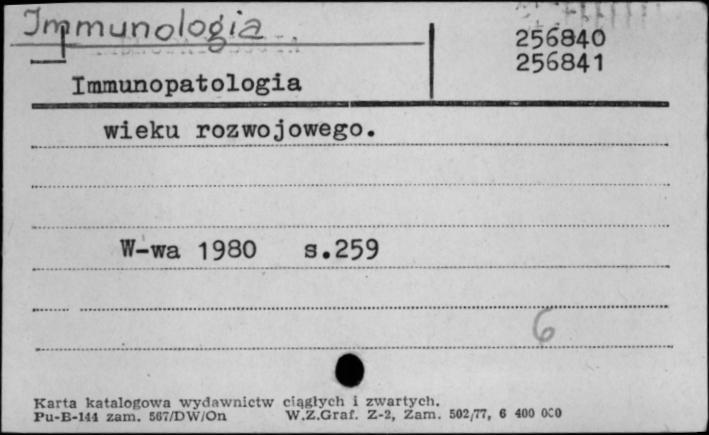 Immunologia
256840
256841
Immunopatologia
wieku rozwojowego.
W-wa 1980 s.259
6
Karta katalogowa wydawnictw ciągłych i zwartych.
Pu-B-144 zam. 567/DW/On W.Z.Graf. Z-2, Zam. 502/77, 6 400 000